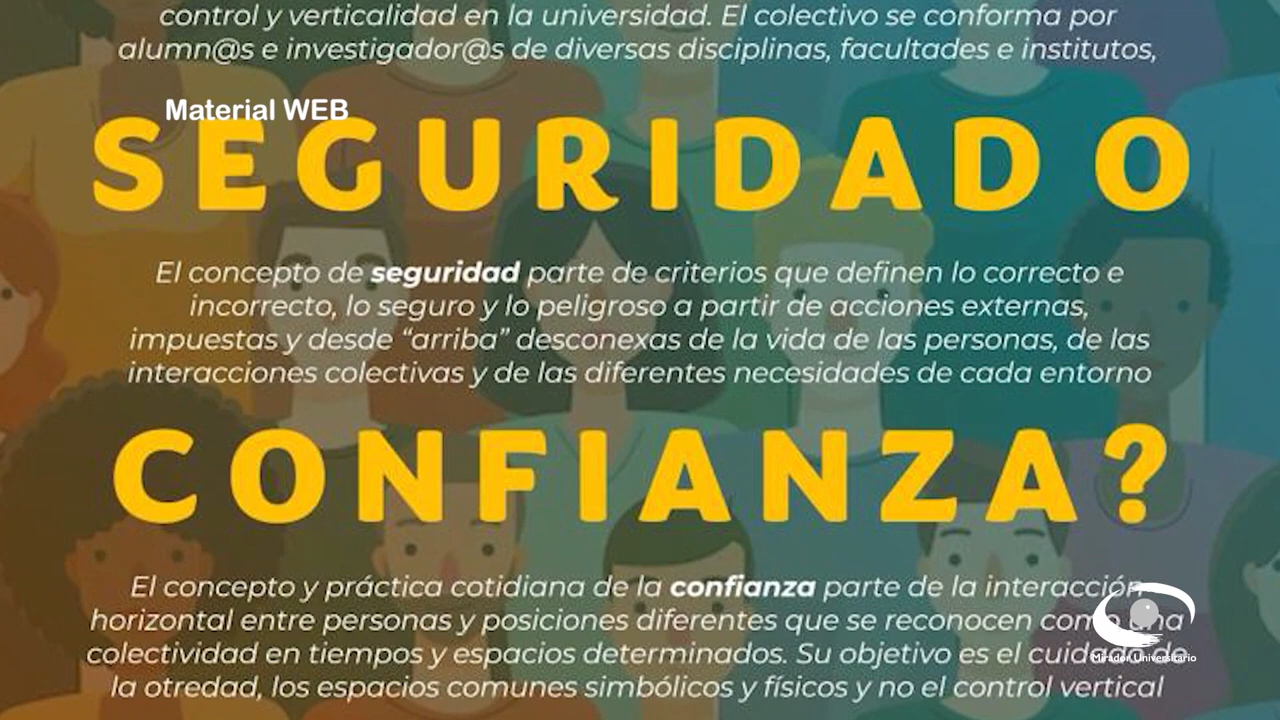 control y verticalidad en la universidad. El colectivo se conforma por
alumn@s e investigador@s de diversas disciplinas, facultades e institutos,
Material WEB
SEGURIDAD O
El concepto de seguridad parte de criterios que definen lo correcto e
incorrecto, lo seguro y lo peligroso a partir de acciones externas,
impuestas y desde “arriba” desconexas de la vida de las personas, de las
interacciones colectivas y de las diferentes necesidades de cada entorno
CONFIANZA?
El concepto y práctica cotidiana de la confianza parte de la interacción
horizontal entre personas y posiciones diferentes que se reconocen como una
colectividad en tiempos y espacios determinados. Su objetivo es el cuidado de
la otredad, los espacios comunes simbólicos y físicos y no el control vertical
Mirador Universitario